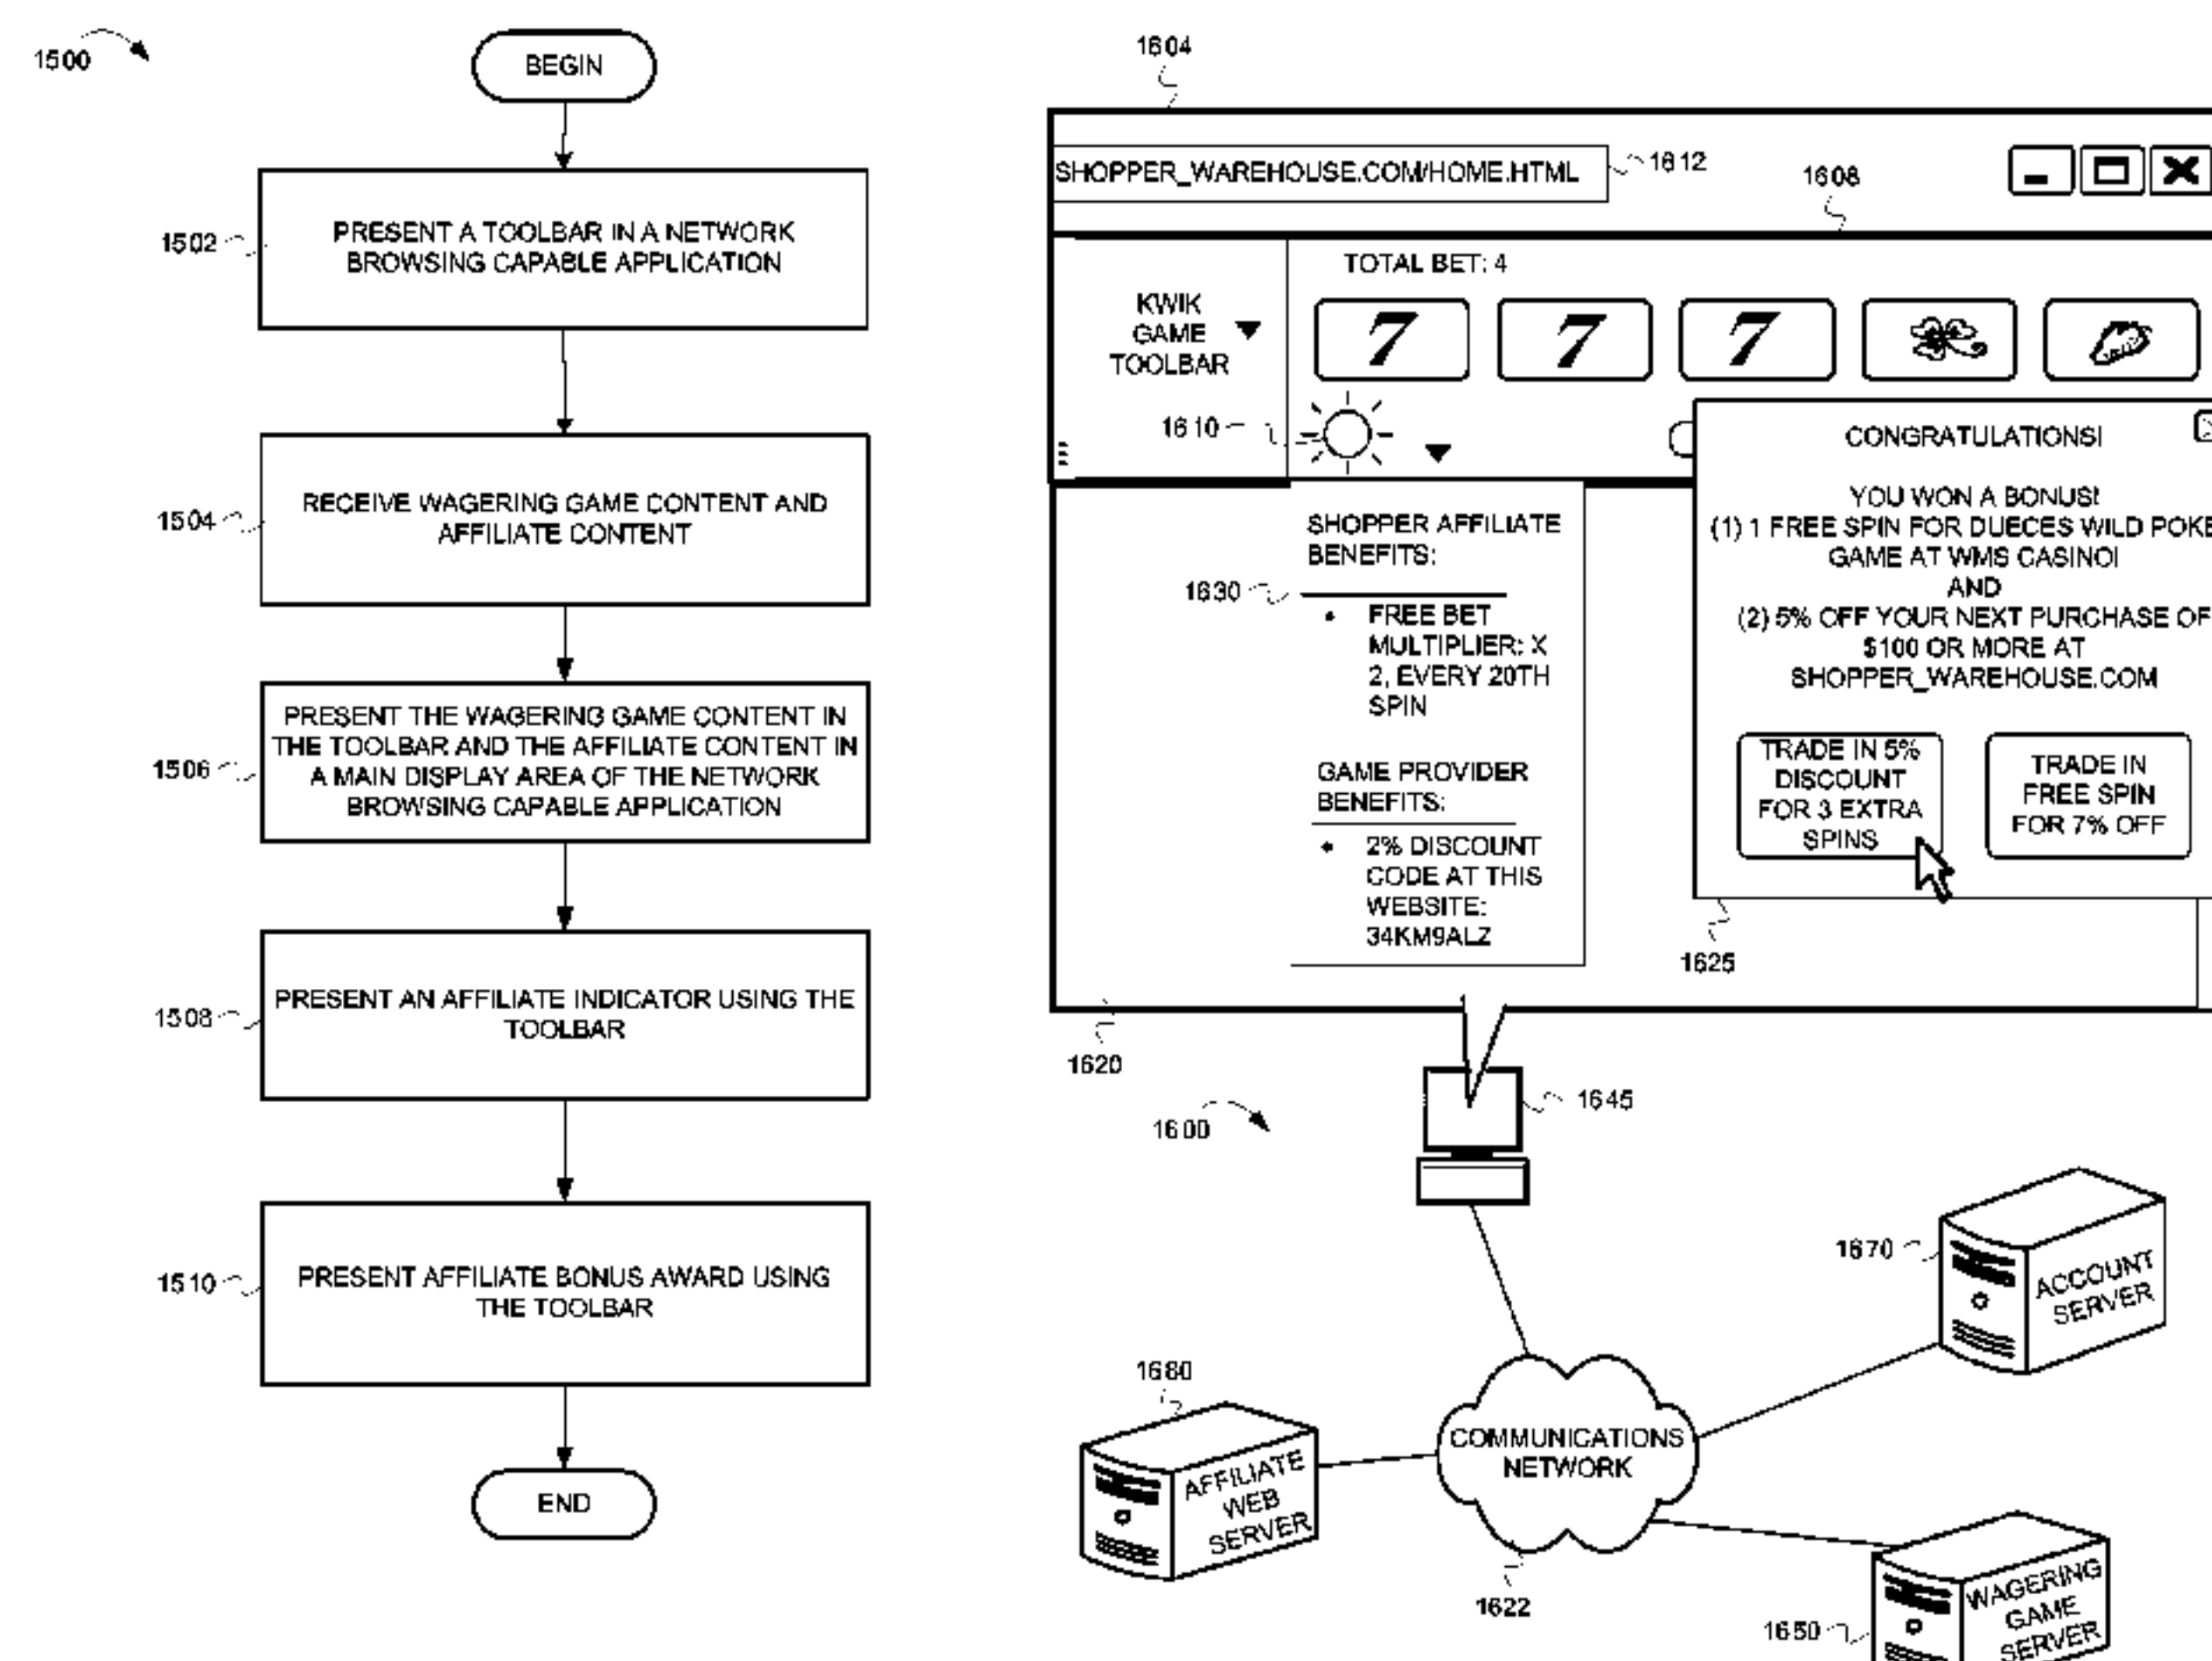 1500
BEGIN
1502
PRESENT A TOOLBAR IN A NETWORK
BROWSING CAPABLE APPLICATION
1504
RECEIVE WAGERING GAME CONTENT AND
AFFILIATE CONTENT
1506
PRESENT THE WAGERING GAME CONTENT IN
THE TOOLBAR AND THE AFFILIATE CONTENT IN
A MAIN DISPLAY AREA OF THE NETWORK
BROWSING CAPABLE APPLICATION
1508
PRESENT AN AFFILIATE INDICATOR USING THE
TOOLBAR
1510
PRESENT AFFILIATE BONUS AWARD USING
THE TOOLBAR
END
1604
SHOPPER_WAREHOUSE.COM/HOME.HTML
1612
1608
TOTAL BET: 4
KWIK
GAME
TOOLBAR
7 7 7
1610
SHOPPER AFFILIATE
BENEFITS:
1630
• FREE BET
MULTIPLIER: X
2, EVERY 20TH
SPIN
GAME PROVIDER
BENEFITS:
• 2% DISCOUNT
CODE AT THIS
WEBSITE:
34KM9ALZ
CONGRATULATIONS!
YOU WON A BONUS!
(1) 1 FREE SPIN FOR DUECES WILD POKE
GAME AT WMS CASINO!
AND
(2) 5% OFF YOUR NEXT PURCHASE OF
$100 OR MORE AT
SHOPPER_WAREHOUSE.COM
TRADE IN 5%
DISCOUNT
FOR 3 EXTRA
SPINS
TRADE IN
FREE SPIN
FOR 7% OFF
1625
1620
1645
1600
1670
ACCOUNT
SERVER
1680
AFFILIATE
WEB
SERVER
COMMUNICATIONS
NETWORK
1622
1650
WAGERING
GAME
SERVER